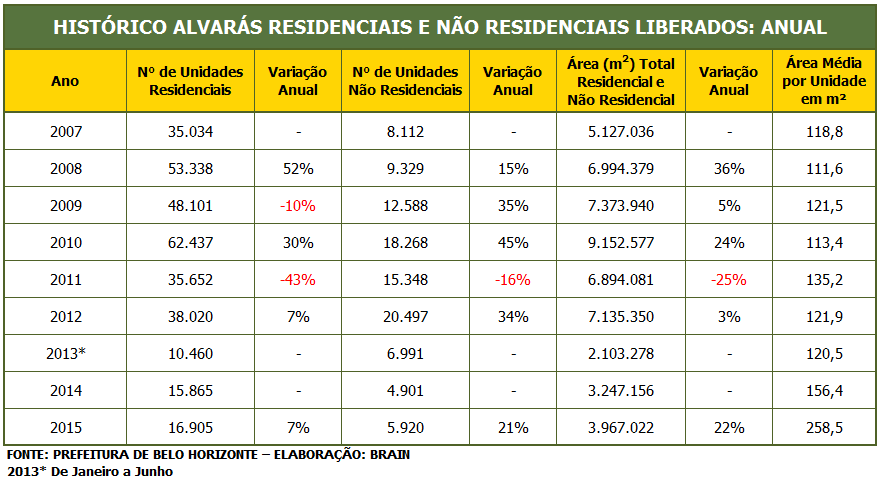 HISTÓRICO ALVARÁS RESIDENCIAIS E NÃO RESIDENCIAIS LIBERADOS: ANUAL
Ano | Nº de Unidades Residenciais | Variação Anual | Nº de Unidades Não Residenciais | Variação Anual | Área (m²) Total Residencial e Não Residencial | Variação Anual | Área Média por Unidade em m²
2007 | 35.034 | - | 8.112 | - | 5.127.036 | - | 118,8
2008 | 53.338 | 52% | 9.329 | 15% | 6.994.379 | 36% | 111,6
2009 | 48.101 | -10% | 12.588 | 35% | 7.373.940 | 5% | 121,5
2010 | 62.437 | 30% | 18.268 | 45% | 9.152.577 | 24% | 113,4
2011 | 35.652 | -43% | 15.348 | -16% | 6.894.081 | -25% | 135,2
2012 | 38.020 | 7% | 20.497 | 34% | 7.135.350 | 3% | 121,9
2013* | 10.460 | - | 6.991 | - | 2.103.278 | - | 120,5
2014 | 15.865 | - | 4.901 | - | 3.247.156 | - | 156,4
2015 | 16.905 | 7% | 5.920 | 21% | 3.967.022 | 22% | 258,5
FONTE: PREFEITURA DE BELO HORIZONTE – ELABORAÇÃO: BRAIN
2013* De Janeiro a Junho